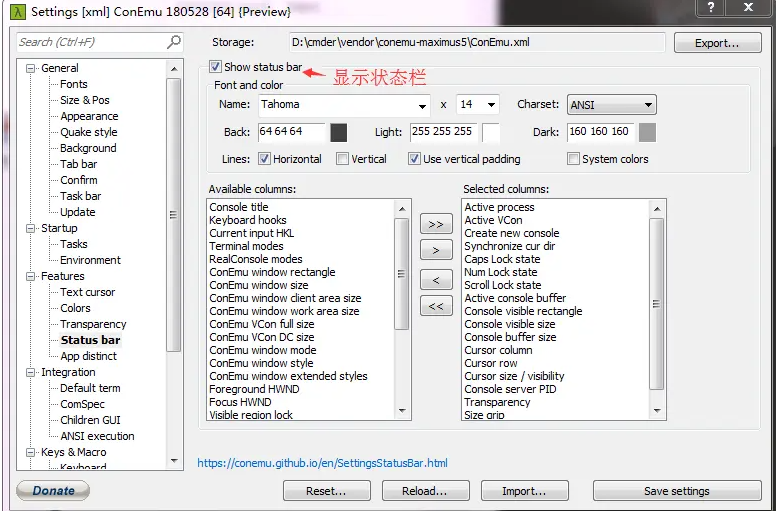 Settings [xml] ConEmu 180528 [64] {Preview}
? X
Search (Ctrl+F)
Storage: D:\cmder\vendor\conemu-maximus5\ConEmu.xml Export...
General
Fonts
Size & Pos
Appearance
Quake style
Background
Tab bar
Confirm
Task bar
Update
Startup
Tasks
Environment
Features
Text cursor
Colors
Transparency
Status bar
App distinct
Integration
Default term
ComSpec
Children GUI
ANSI execution
Keys & Macro
Keyboard
Show status bar
显示状态栏
Font and color
Name: Tahoma x 14 Charset: ANSI
Back: 64 64 64 Light: 255 255 255 Dark: 160 160 160
Lines: Horizontal Vertical Use vertical padding System colors
Available columns:
Console title
Keyboard hooks
Current input HKL
Terminal modes
RealConsole modes
ConEmu window rectangle
ConEmu window size
ConEmu window client area size
ConEmu window work area size
ConEmu VCon full size
ConEmu VCon DC size
ConEmu window mode
ConEmu window style
ConEmu window extended styles
Foreground HWND
Focus HWND
Visible region lock
>>
>
<
<<
Selected columns:
Active process
Active VCon
Create new console
Synchronize cur dir
Caps Lock state
Num Lock state
Scroll Lock state
Active console buffer
Console visible rectangle
Console visible size
Console buffer size
Cursor column
Cursor row
Cursor size / visibility
Console server PID
Transparency
Size grip
https://conemu.github.io/en/SettingsStatusBar.html
Donate Reset... Reload... Import... Save settings